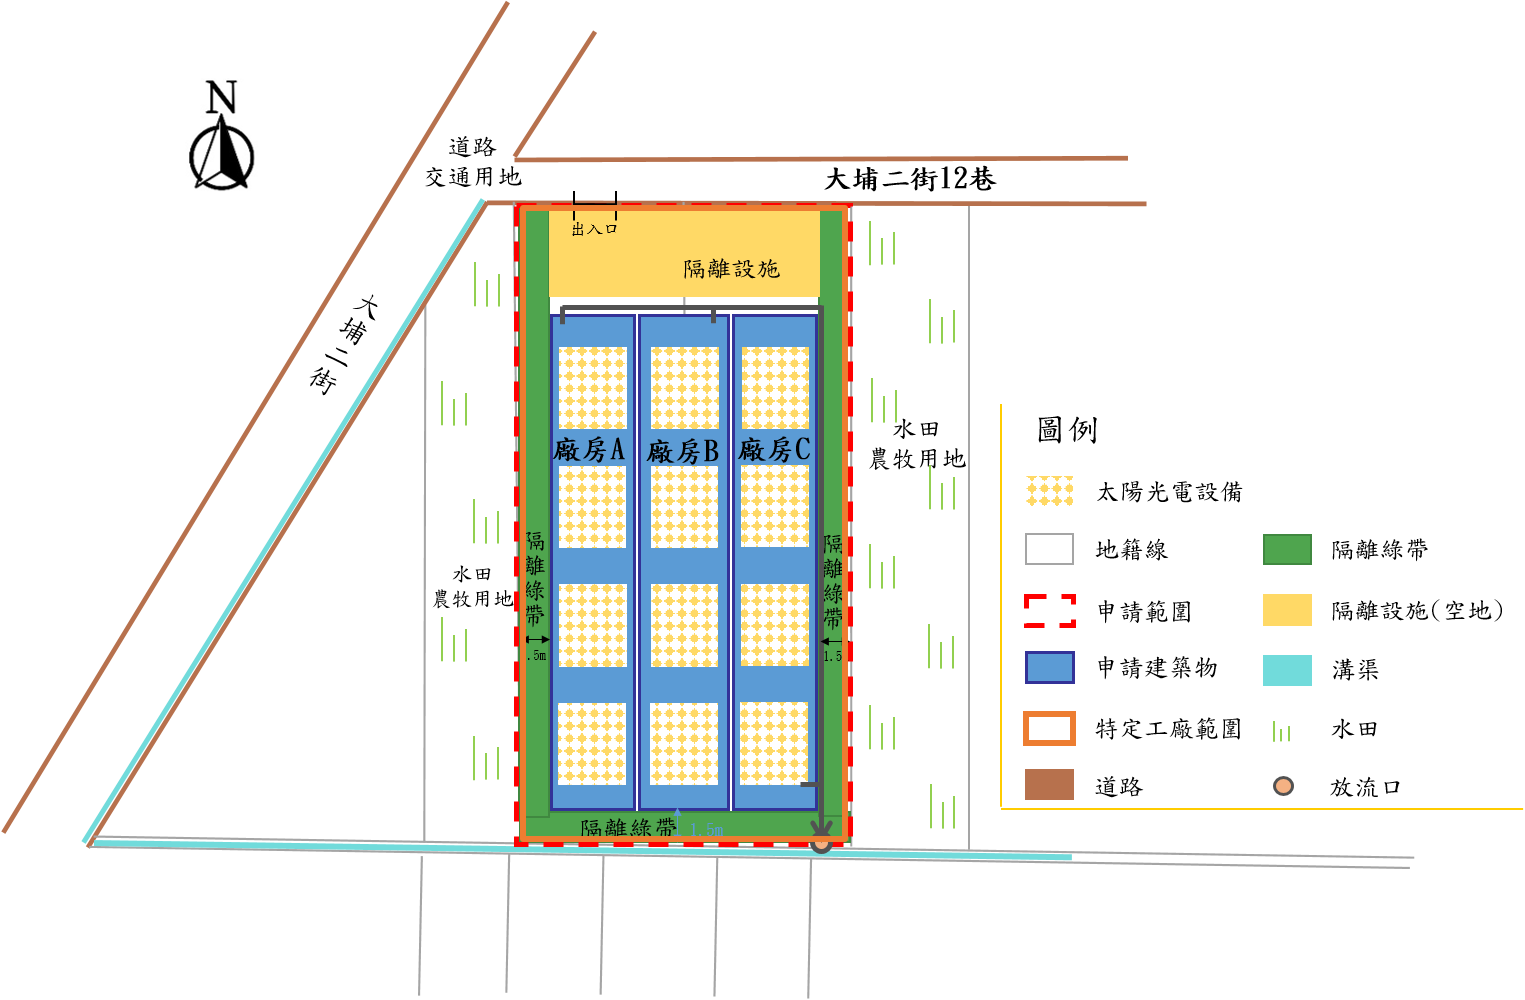 N
道路
交通用地
大埔二街12巷
出入口
隔離設施
大埔二街
廠房A
廠房B
廠房C
水田
農牧用地
水田
農牧用地
隔離綠帶
隔離綠帶
.5m
1.5
隔離綠帶
1.5m
圖例
太陽光電設備
地籍線
隔離綠帶
申請範圍
隔離設施(空地)
申請建築物
溝渠
特定工廠範圍
水田
道路
放流口